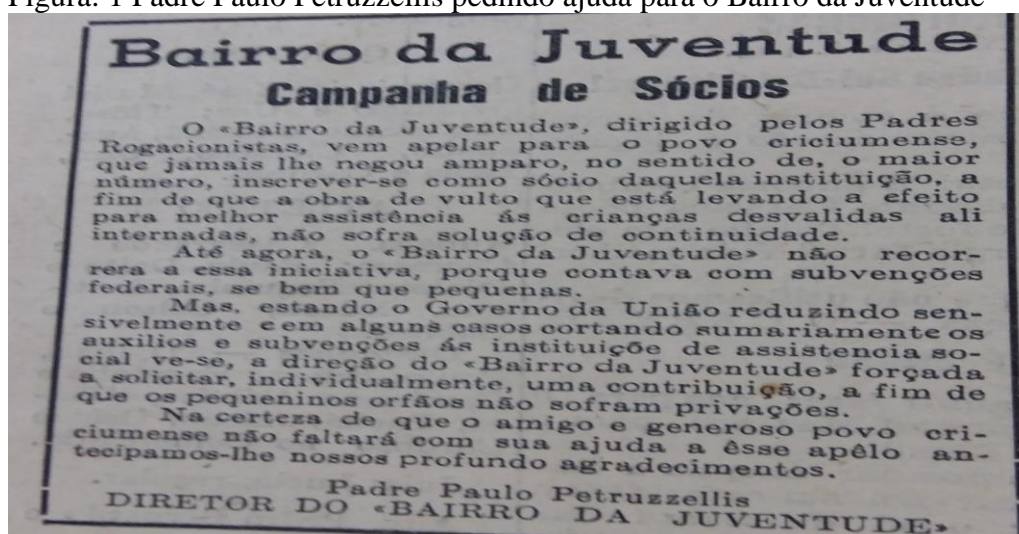 Figura: 1 Padre Paulo Petruzzellis pedindo ajuda para o Bairro da Juventude
Bairro da Juventude
Campanha de Sócios
O «Bairro da Juventude», dirigido pelos Padres
Rogacionistas, vem apelar para o povo criciumense,
que jamais lhe negou amparo, no sentido de, o maior
número, inscrever-se como sócio daquela instituição, a
fim de que a obra de vulto que está levando a efeito
para melhor assistência ás crianças desvalidas ali
internadas, não sofra solução de continuidade.
Até agora, o «Bairro da Juventude» não recor-
rera a essa iniciativa, porque contava com subvenções
federais, se bem que pequenas.
Mas, estando o Governo da União reduzindo sen-
sivelmente e em alguns casos cortando sumariamente os
auxilios e subvenções ás instituiçõe de assistencia so-
cial ve-se, a direção do «Bairro da Juventude» forçada
a solicitar, individualmente, uma contribuição, a fim de
que os pequeninos orfãos não sofram privações.
Na certeza de que o amigo e generoso povo cri-
ciumense não faltará com sua ajuda a êsse apêlo an-
tecipamos-lhe nossos profundo agradecimentos.
Padre Paulo Petruzzellis
DIRETOR DO «BAIRRO DA JUVENTUDE»